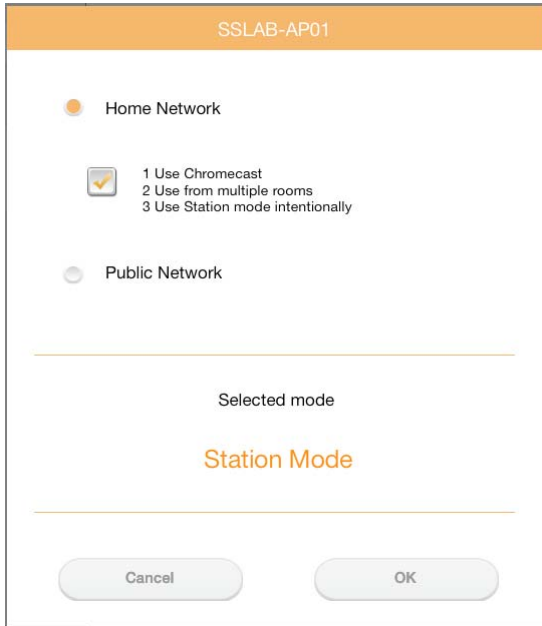 SSLAB-AP01
Home Network
1 Use Chromecast
2 Use from multiple rooms
3 Use Station mode intentionally
Public Network
Selected mode
Station Mode
Cancel OK